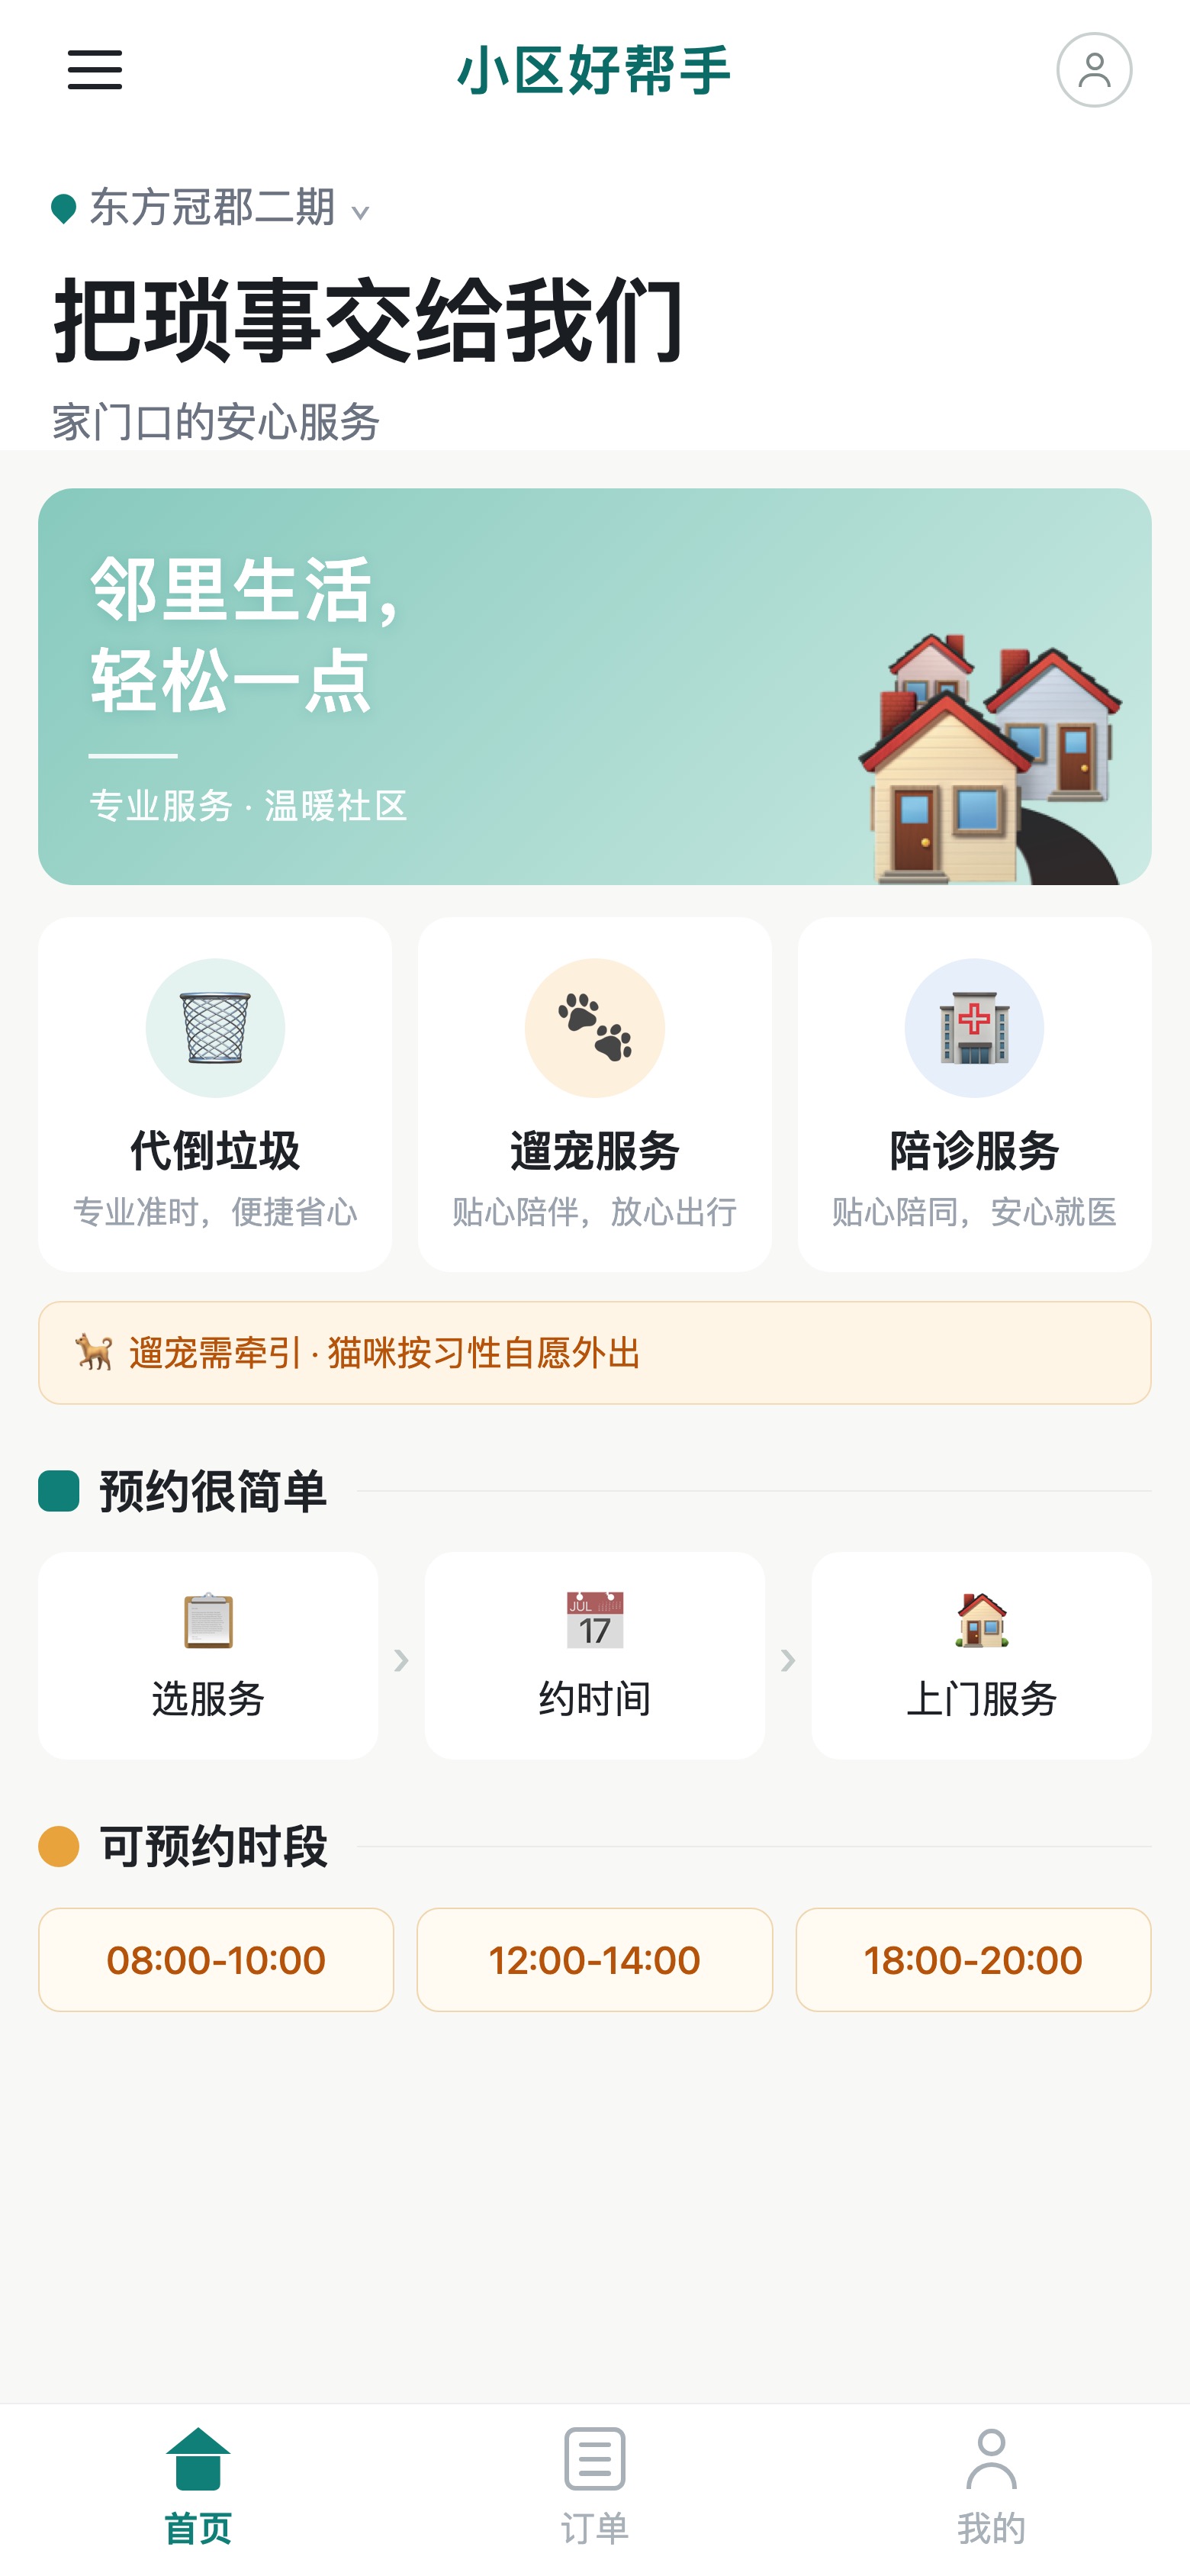 小区好帮手
东方冠郡二期
把琐事交给我们
家门口的安心服务
邻里生活，
轻松一点
专业服务 · 温暖社区
代倒垃圾
专业准时，便捷省心
遛宠服务
贴心陪伴，放心出行
陪诊服务
贴心陪同，安心就医
遛宠需牵引 · 猫咪按习性自愿外出
预约很简单
选服务
JUL
17
约时间
上门服务
可预约时段
08:00-10:00
12:00-14:00
18:00-20:00
首页
订单
我的